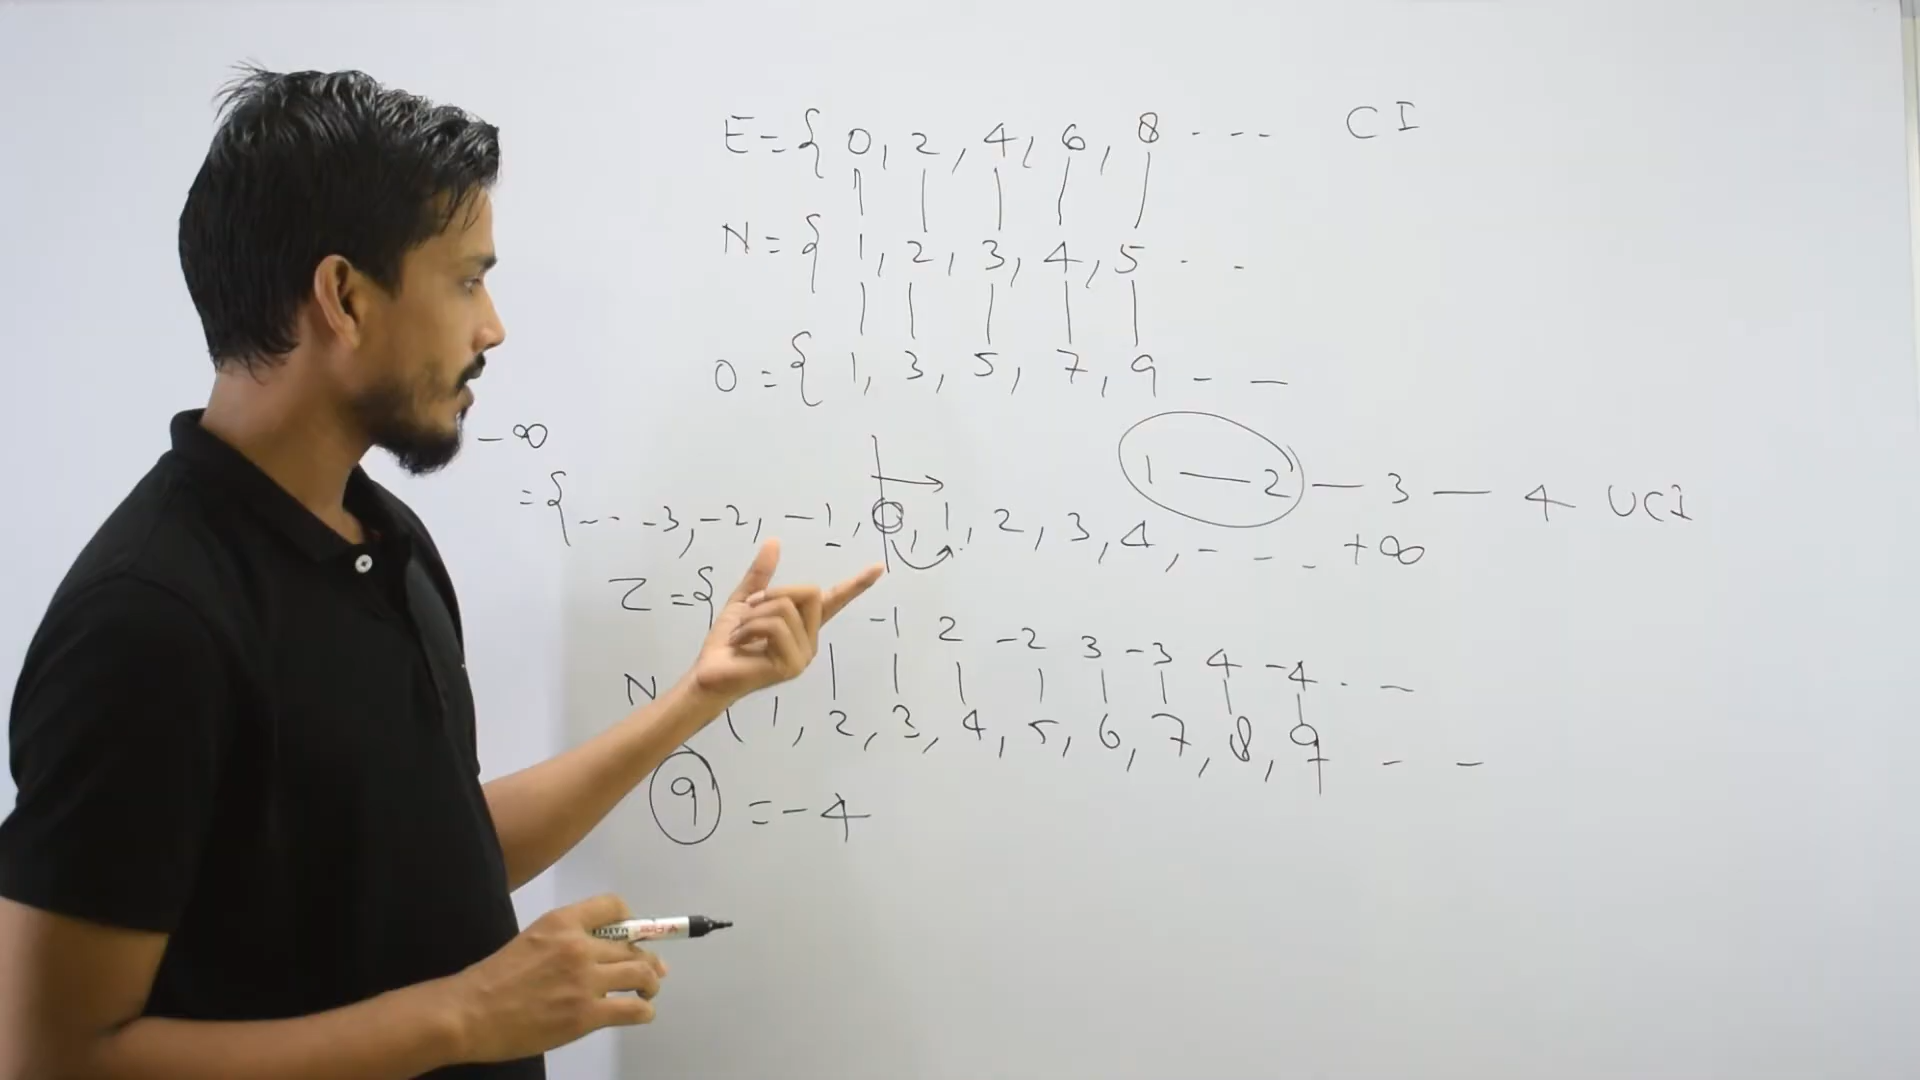 E = { 0, 2, 4, 6, 8 - - - CI
N = { 1, 2, 3, 4, 5 - -
O = { 1, 3, 5, 7, 9 - -
-∞
1 — 2 — 3 — 4 UCI
= { --- -3, -2, -1, 0, 1, 2, 3, 4, - - - +∞
Z = { -1 2 -2 3 -3 4 -4 - -
N 1, 2, 3, 4, 5, 6, 7, 8, 9 - -
9 = -4